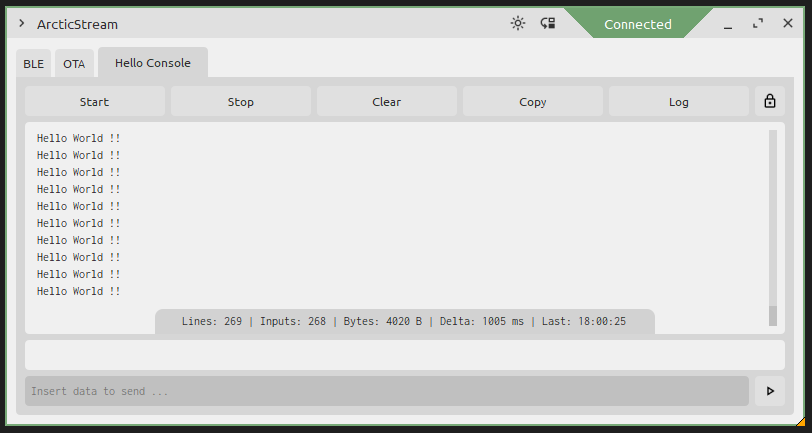 ArcticStream
Connected
BLE
OTA
Hello Console
Start
Stop
Clear
Copy
Log
Hello World !!
Hello World !!
Hello World !!
Hello World !!
Hello World !!
Hello World !!
Hello World !!
Hello World !!
Hello World !!
Hello World !!
Lines: 269 | Inputs: 268 | Bytes: 4020 B | Delta: 1005 ms | Last: 18:00:25
Insert data to send ...